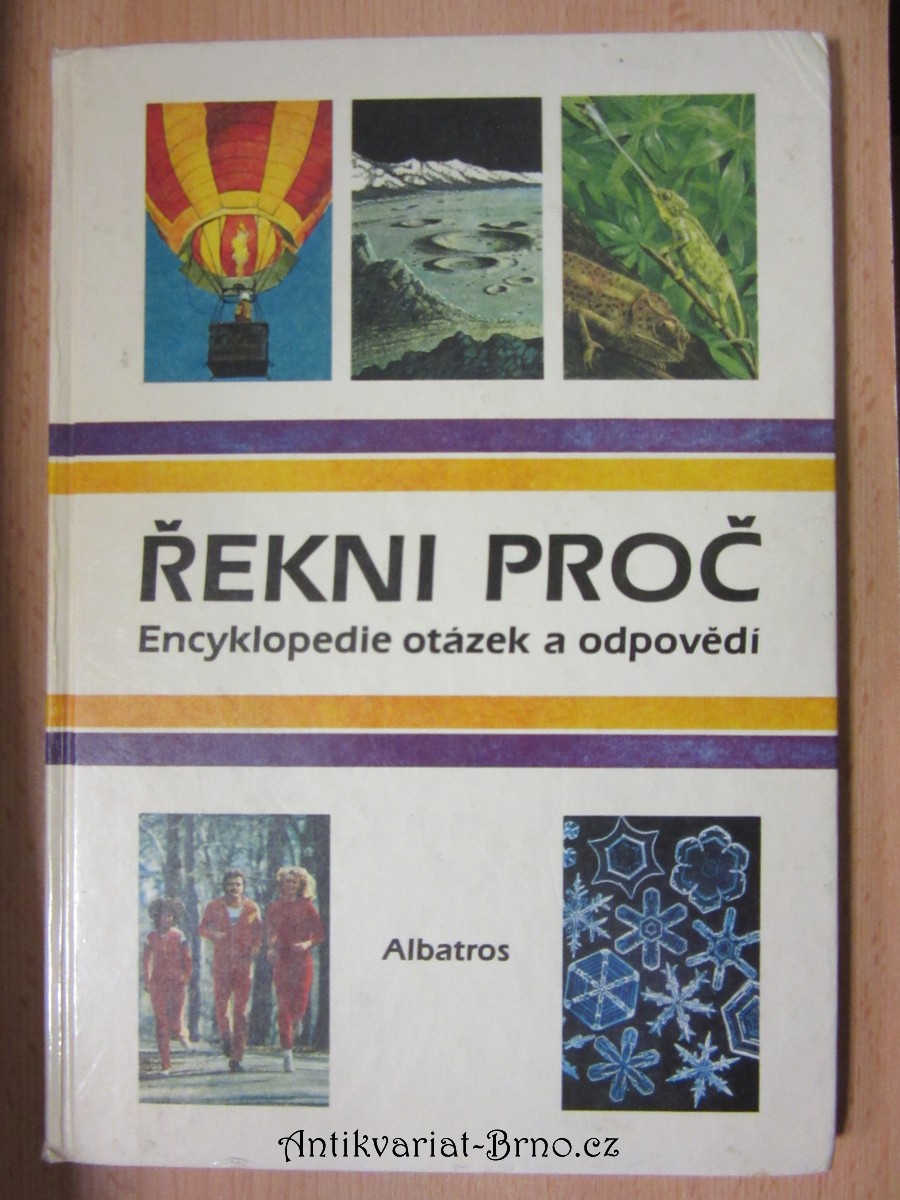 ŘEKNI PROČ
Encyklopedie otázek a odpovědí
Albatros
Antikvariat-Brno.cz